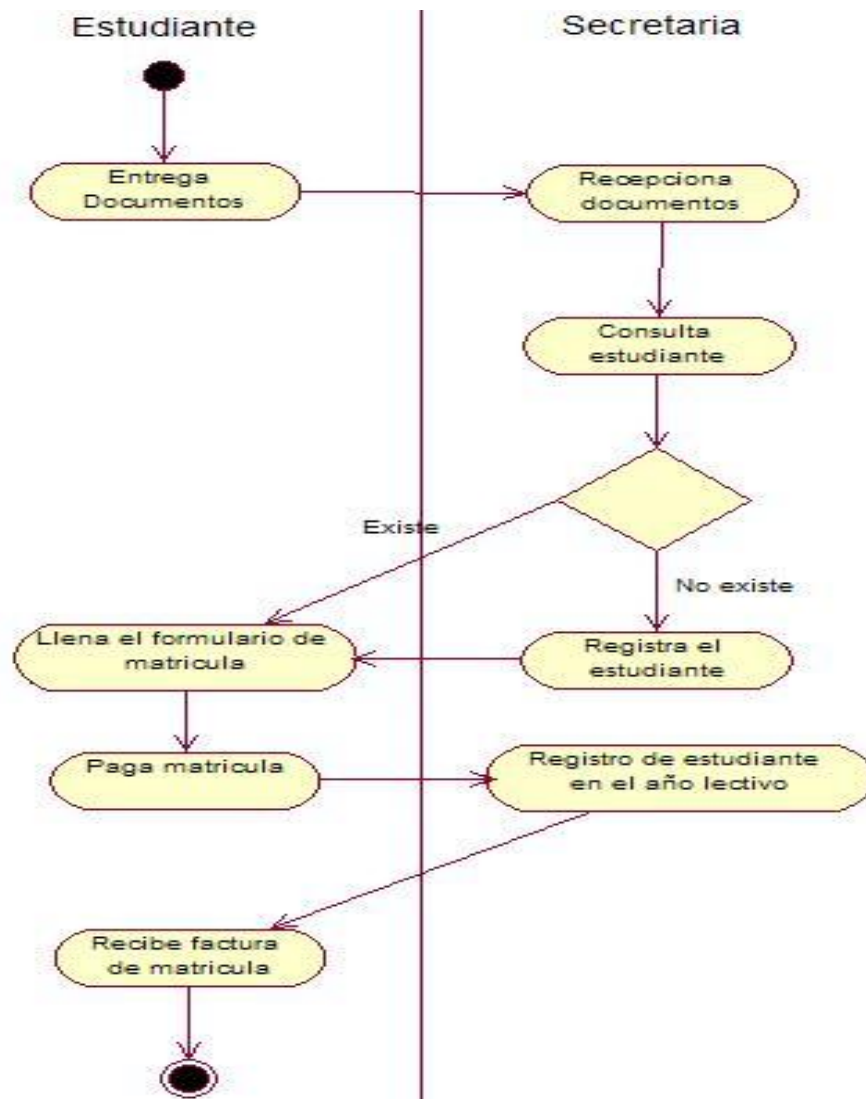 Estudiante
Secretaria
Entrega
Documentos
Recepciona
documentos
Consulta
estudiante
Existe
No existe
Llena el formulario de
matricula
Registra el
estudiante
Paga matricula
Registro de estudiante
en el año lectivo
Recibe factura
de matricula